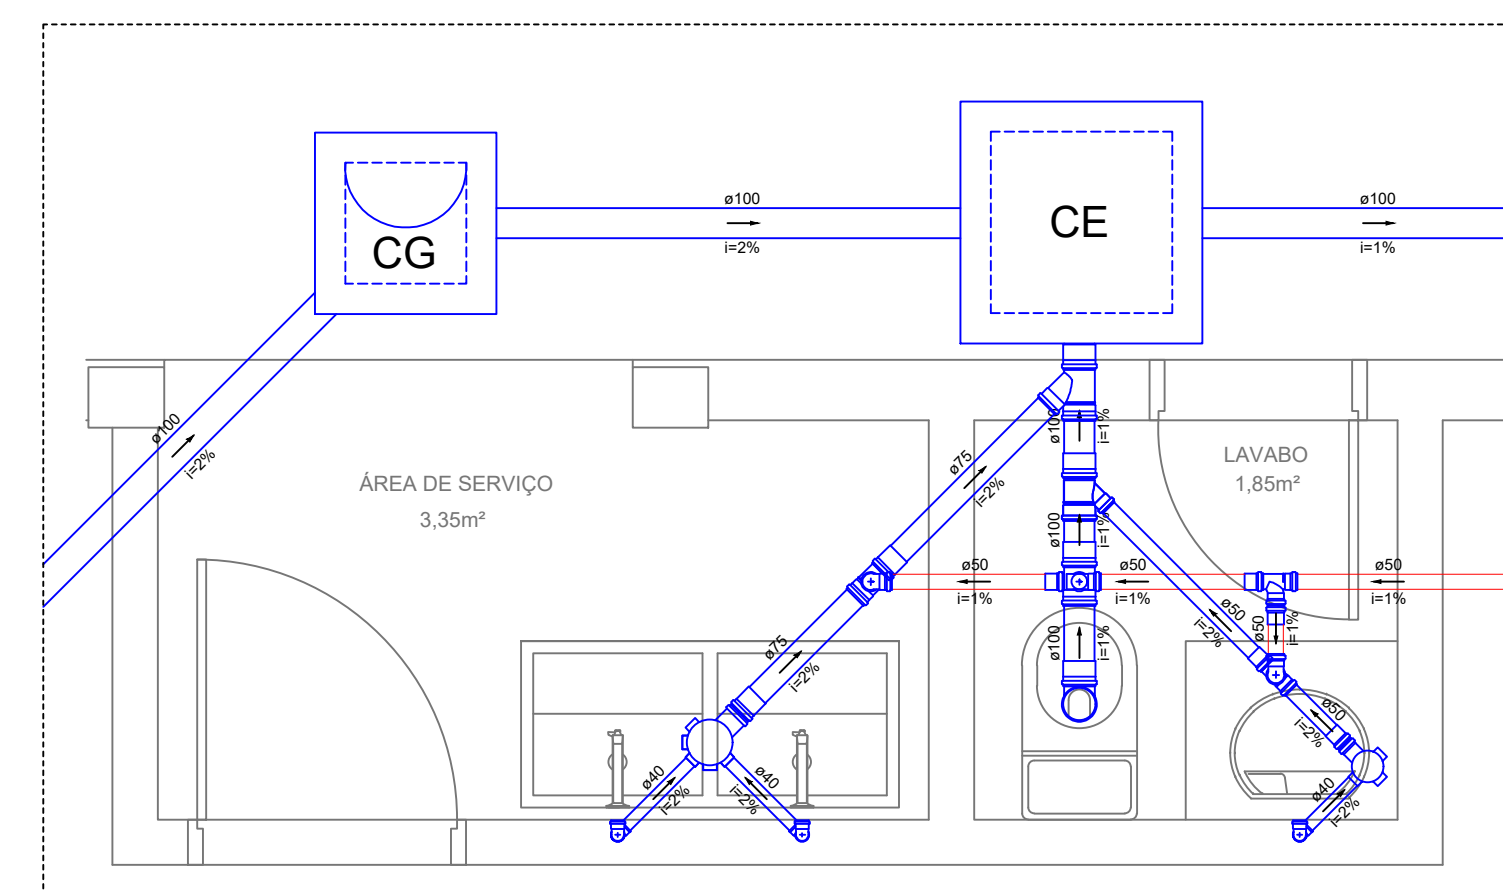 ø100
ø100
CE
CG
i=2%
i=1%
ø100
i=2%
ø100
i=1%
ø75
i=2%
LAVABO
1,85m²
ÁREA DE SERVIÇO
3,35m²
ø100
i=1%
ø50
i=1%
ø50
i=1%
ø50
i=1%
ø50
i=2%
ø50
i=1%
ø100
i=1%
ø75
i=2%
ø50
i=2%
ø40
i=2%
ø40
i=2%
ø40
i=2%